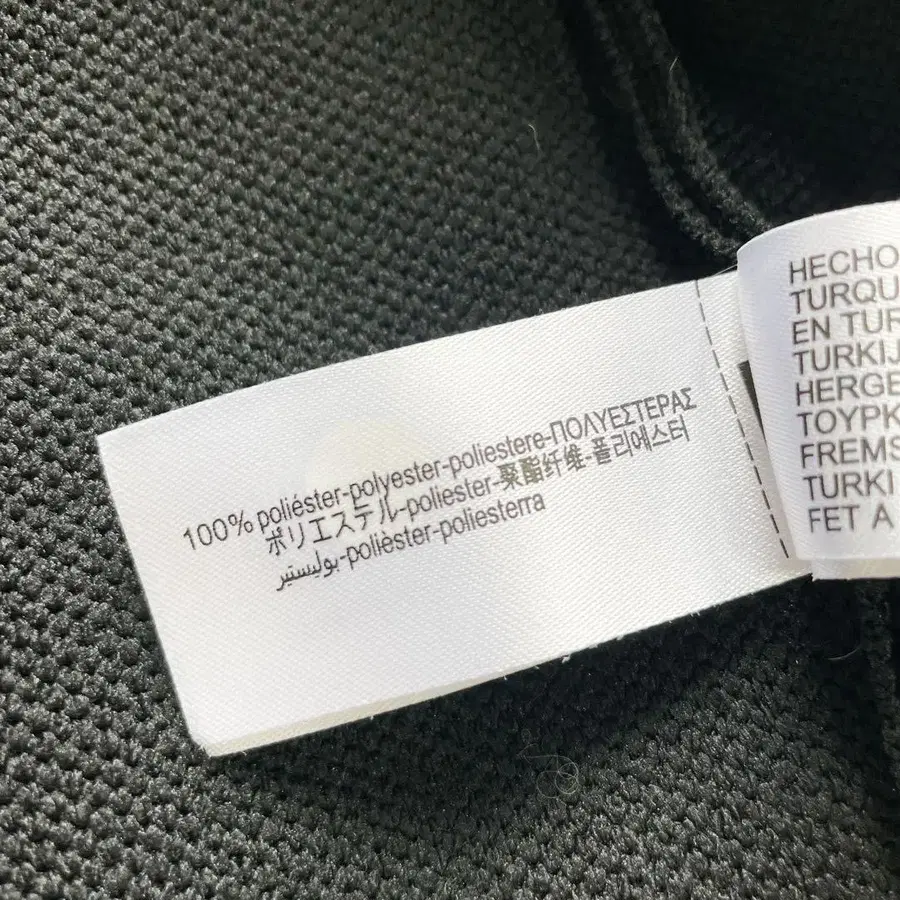 100% poliéster-polyester-poliestere-ΠΟΛΥΕΣΤΕΡΑΣ
ポリエステル-poliester-聚酯纤维-폴리에스터
بوليستير-polièster-poliesterra
HECHO
TURQU
EN TUR
TURKIJ
HERGE
ΤΟΥΡΚ
FREMS
TURKI
FET A